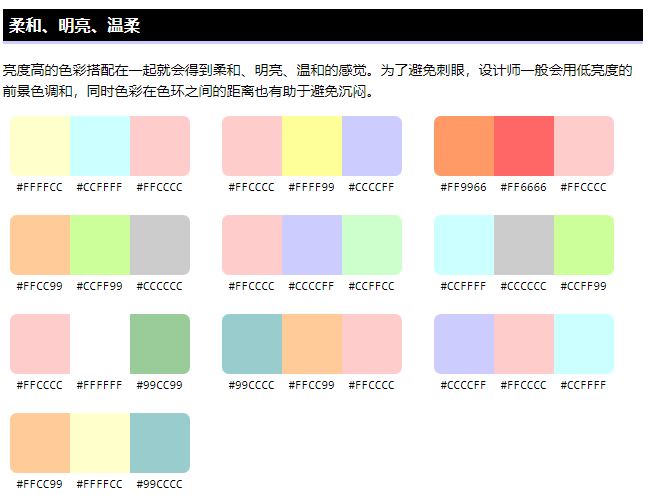 柔和、明亮、温柔
亮度高的色彩搭配在一起就会得到柔和、明亮、温和的感觉。为了避免刺眼，设计师一般会用低亮度的
前景色调和，同时色彩在色环之间的距离也有助于避免沉闷。
#FFFFCC #CCFFFF #FFCCCC #FFCCCC #FFFF99 #CCCCFF #FF9966 #FF6666 #FFCCCC
#FFCC99 #CCFF99 #CCCCCC #FFCCCC #CCCCFF #CCFFCC #CCFFFF #CCCCCC #CCFF99
#FFCCCC #FFFFFF #99CC99 #99CCCC #FFCC99 #FFCCCC #CCCCFF #FFCCCC #CCFFFF
#FFCC99 #FFFFCC #99CCCC